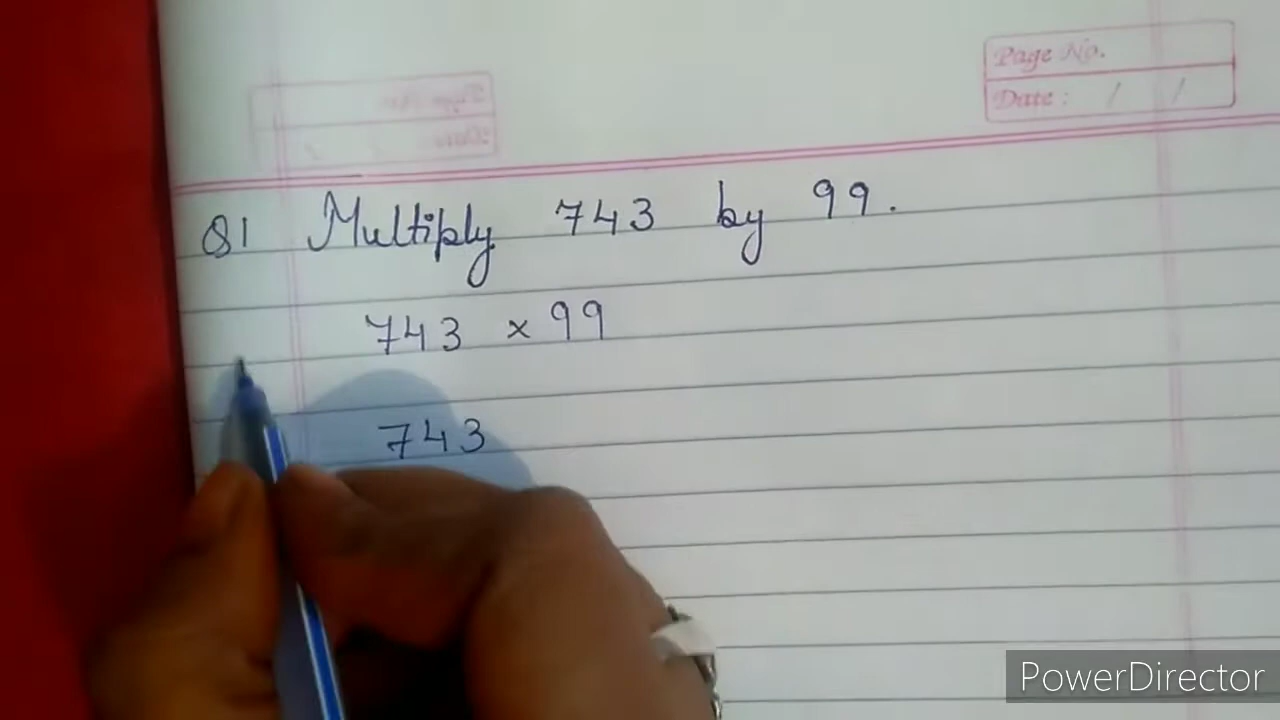 Page No.
Date : / /
Q1 Multiply 743 by 99.
743 × 99
743
PowerDirector